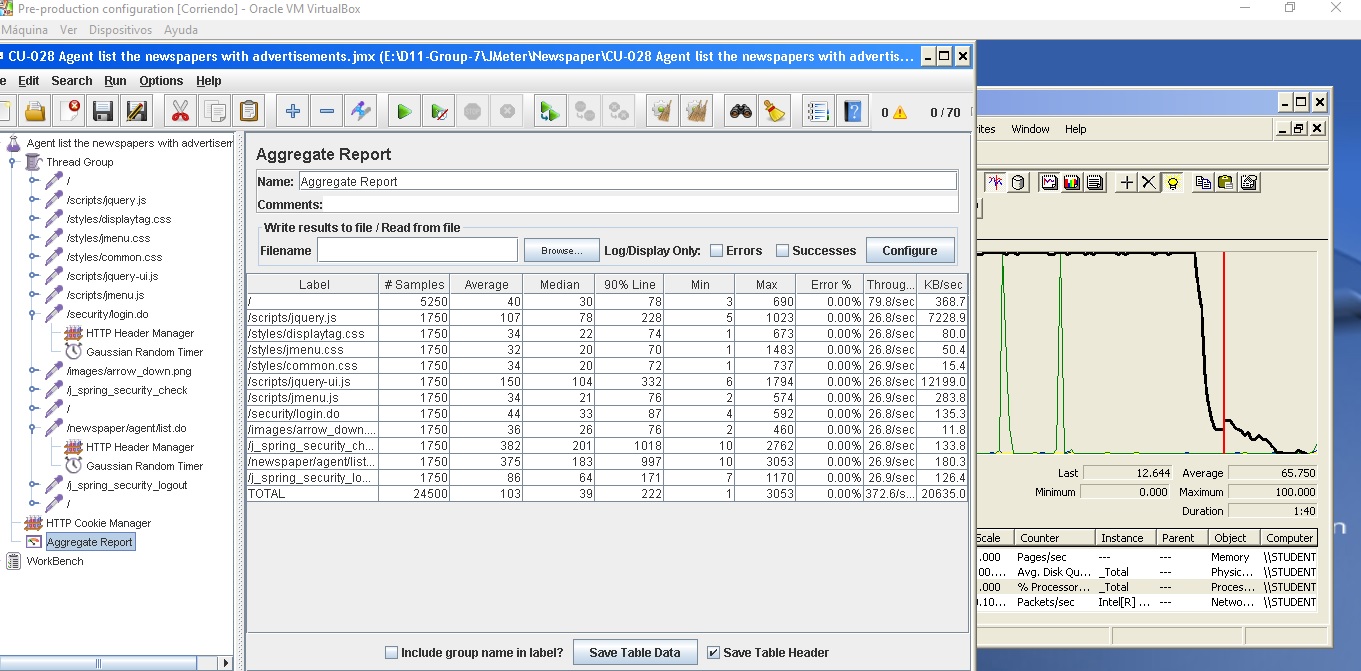 Pre-production configuration [Corriendo] - Oracle VM VirtualBox
Máquina Ver Dispositivos Ayuda
CU-028 Agent list the newspapers with advertisements.jmx (E:\D11-Group-7\JMeter\Newspaper\CU-028 Agent list the newspapers with advertis...
e Edit Search Run Options Help
0 0 / 70
Agent list the newspapers with advertisem
Thread Group
/
/scripts/jquery.js
/styles/displaytag.css
/styles/jmenu.css
/styles/common.css
/scripts/jquery-ui.js
/scripts/jmenu.js
/security/login.do
HTTP Header Manager
Gaussian Random Timer
/images/arrow_down.png
/j_spring_security_check
/
/newspaper/agent/list.do
HTTP Header Manager
Gaussian Random Timer
/j_spring_security_logout
/
HTTP Cookie Manager
Aggregate Report
WorkBench
Aggregate Report
Name: Aggregate Report
Comments:
Write results to file / Read from file
Filename Browse... Log/Display Only: Errors Successes Configure
Label # Samples Average Median 90% Line Min Max Error % Throug... KB/sec
/ 5250 40 30 78 3 690 0.00% 79.8/sec 368.7
/scripts/jquery.js 1750 107 78 228 5 1023 0.00% 26.8/sec 7228.9
/styles/displaytag.css 1750 34 22 74 1 673 0.00% 26.8/sec 80.0
/styles/jmenu.css 1750 32 20 70 1 1483 0.00% 26.8/sec 50.4
/styles/common.css 1750 34 20 72 1 737 0.00% 26.8/sec 15.4
/scripts/jquery-ui.js 1750 150 104 332 6 1794 0.00% 26.8/sec 12199.0
/scripts/jmenu.js 1750 34 21 76 2 574 0.00% 26.8/sec 283.8
/security/login.do 1750 44 33 87 4 592 0.00% 26.8/sec 135.3
/images/arrow_down.... 1750 36 26 76 2 460 0.00% 26.8/sec 11.8
/j_spring_security_ch... 1750 382 201 1018 10 2762 0.00% 26.8/sec 133.8
/newspaper/agent/list... 1750 375 183 997 10 3053 0.00% 26.9/sec 180.3
/j_spring_security_lo... 1750 86 64 171 7 1170 0.00% 26.9/sec 126.4
TOTAL 24500 103 39 222 1 3053 0.00% 372.6/s... 20635.0
Include group name in label? Save Table Data Save Table Header
rites Window Help
Last 12.644 Average 65.750
Minimum 0.000 Maximum 100.000
Duration 1:40
Scale Counter Instance Parent Object Computer
.000 Pages/sec --- --- Memory \\STUDENT
00.... Avg. Disk Qu... _Total --- Physic... \\STUDENT
.000 % Processor... _Total --- Proces... \\STUDENT
0.10... Packets/sec Intel[R] ... --- Netwo... \\STUDENT
n